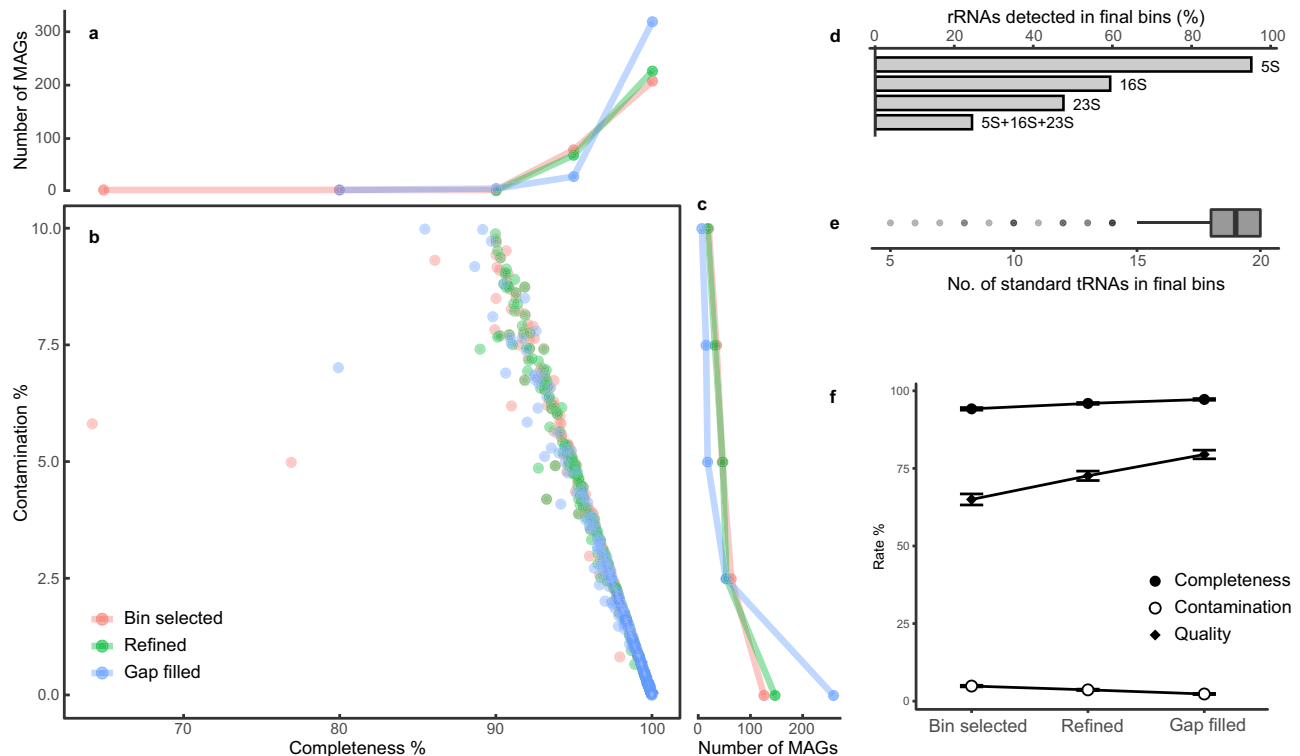 a
Number of MAGs
300
200
100
0
b
Contamination %
10.0
7.5
5.0
2.5
0.0
Bin selected
Refined
Gap filled
70
80
90
100
Completeness %
c
0
100
200
Number of MAGs
d
rRNAs detected in final bins (%)
0
20
40
60
80
100
5S
16S
23S
5S+16S+23S
e
5
10
15
20
No. of standard tRNAs in final bins
f
Rate %
100
75
50
25
0
Completeness
Contamination
Quality
Bin selected
Refined
Gap filled